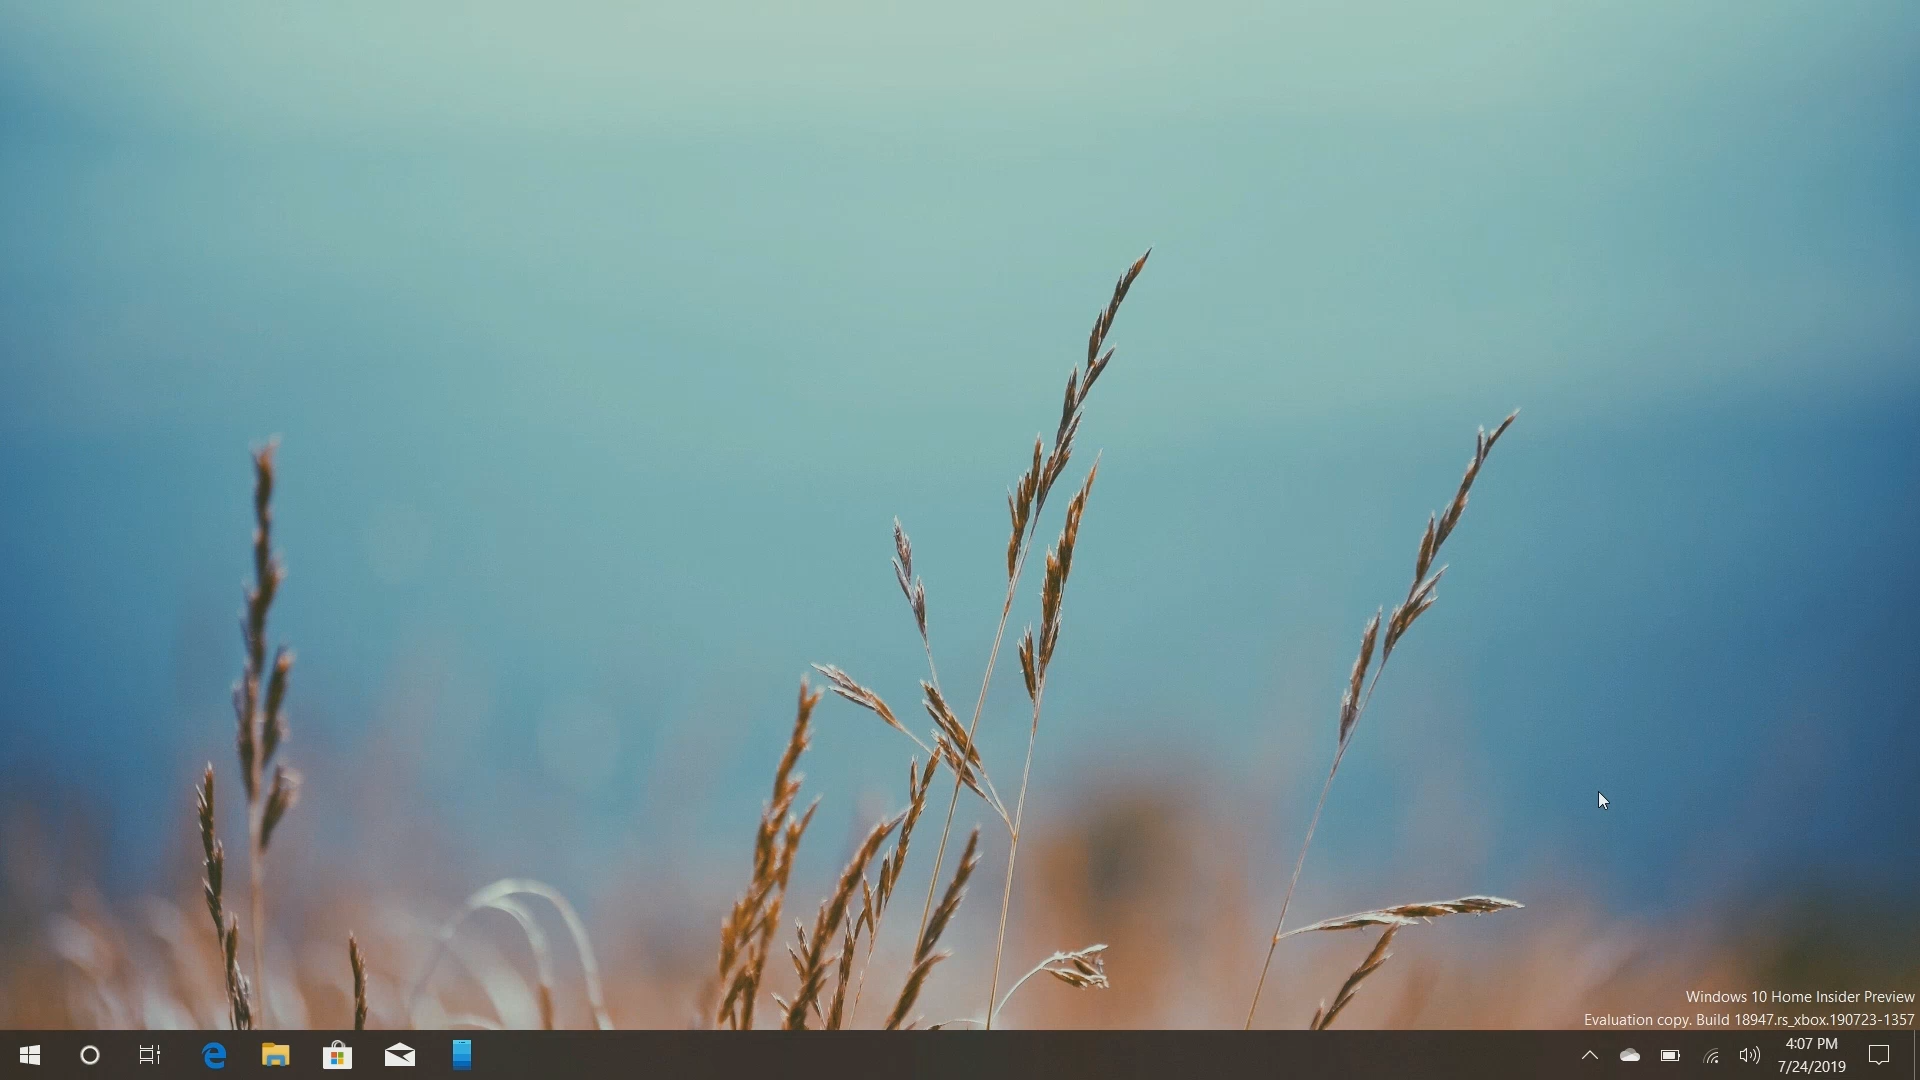 Windows 10 Home Insider Preview
Evaluation copy. Build 18947.rs_xbox.190723-1357
4:07 PM
7/24/2019